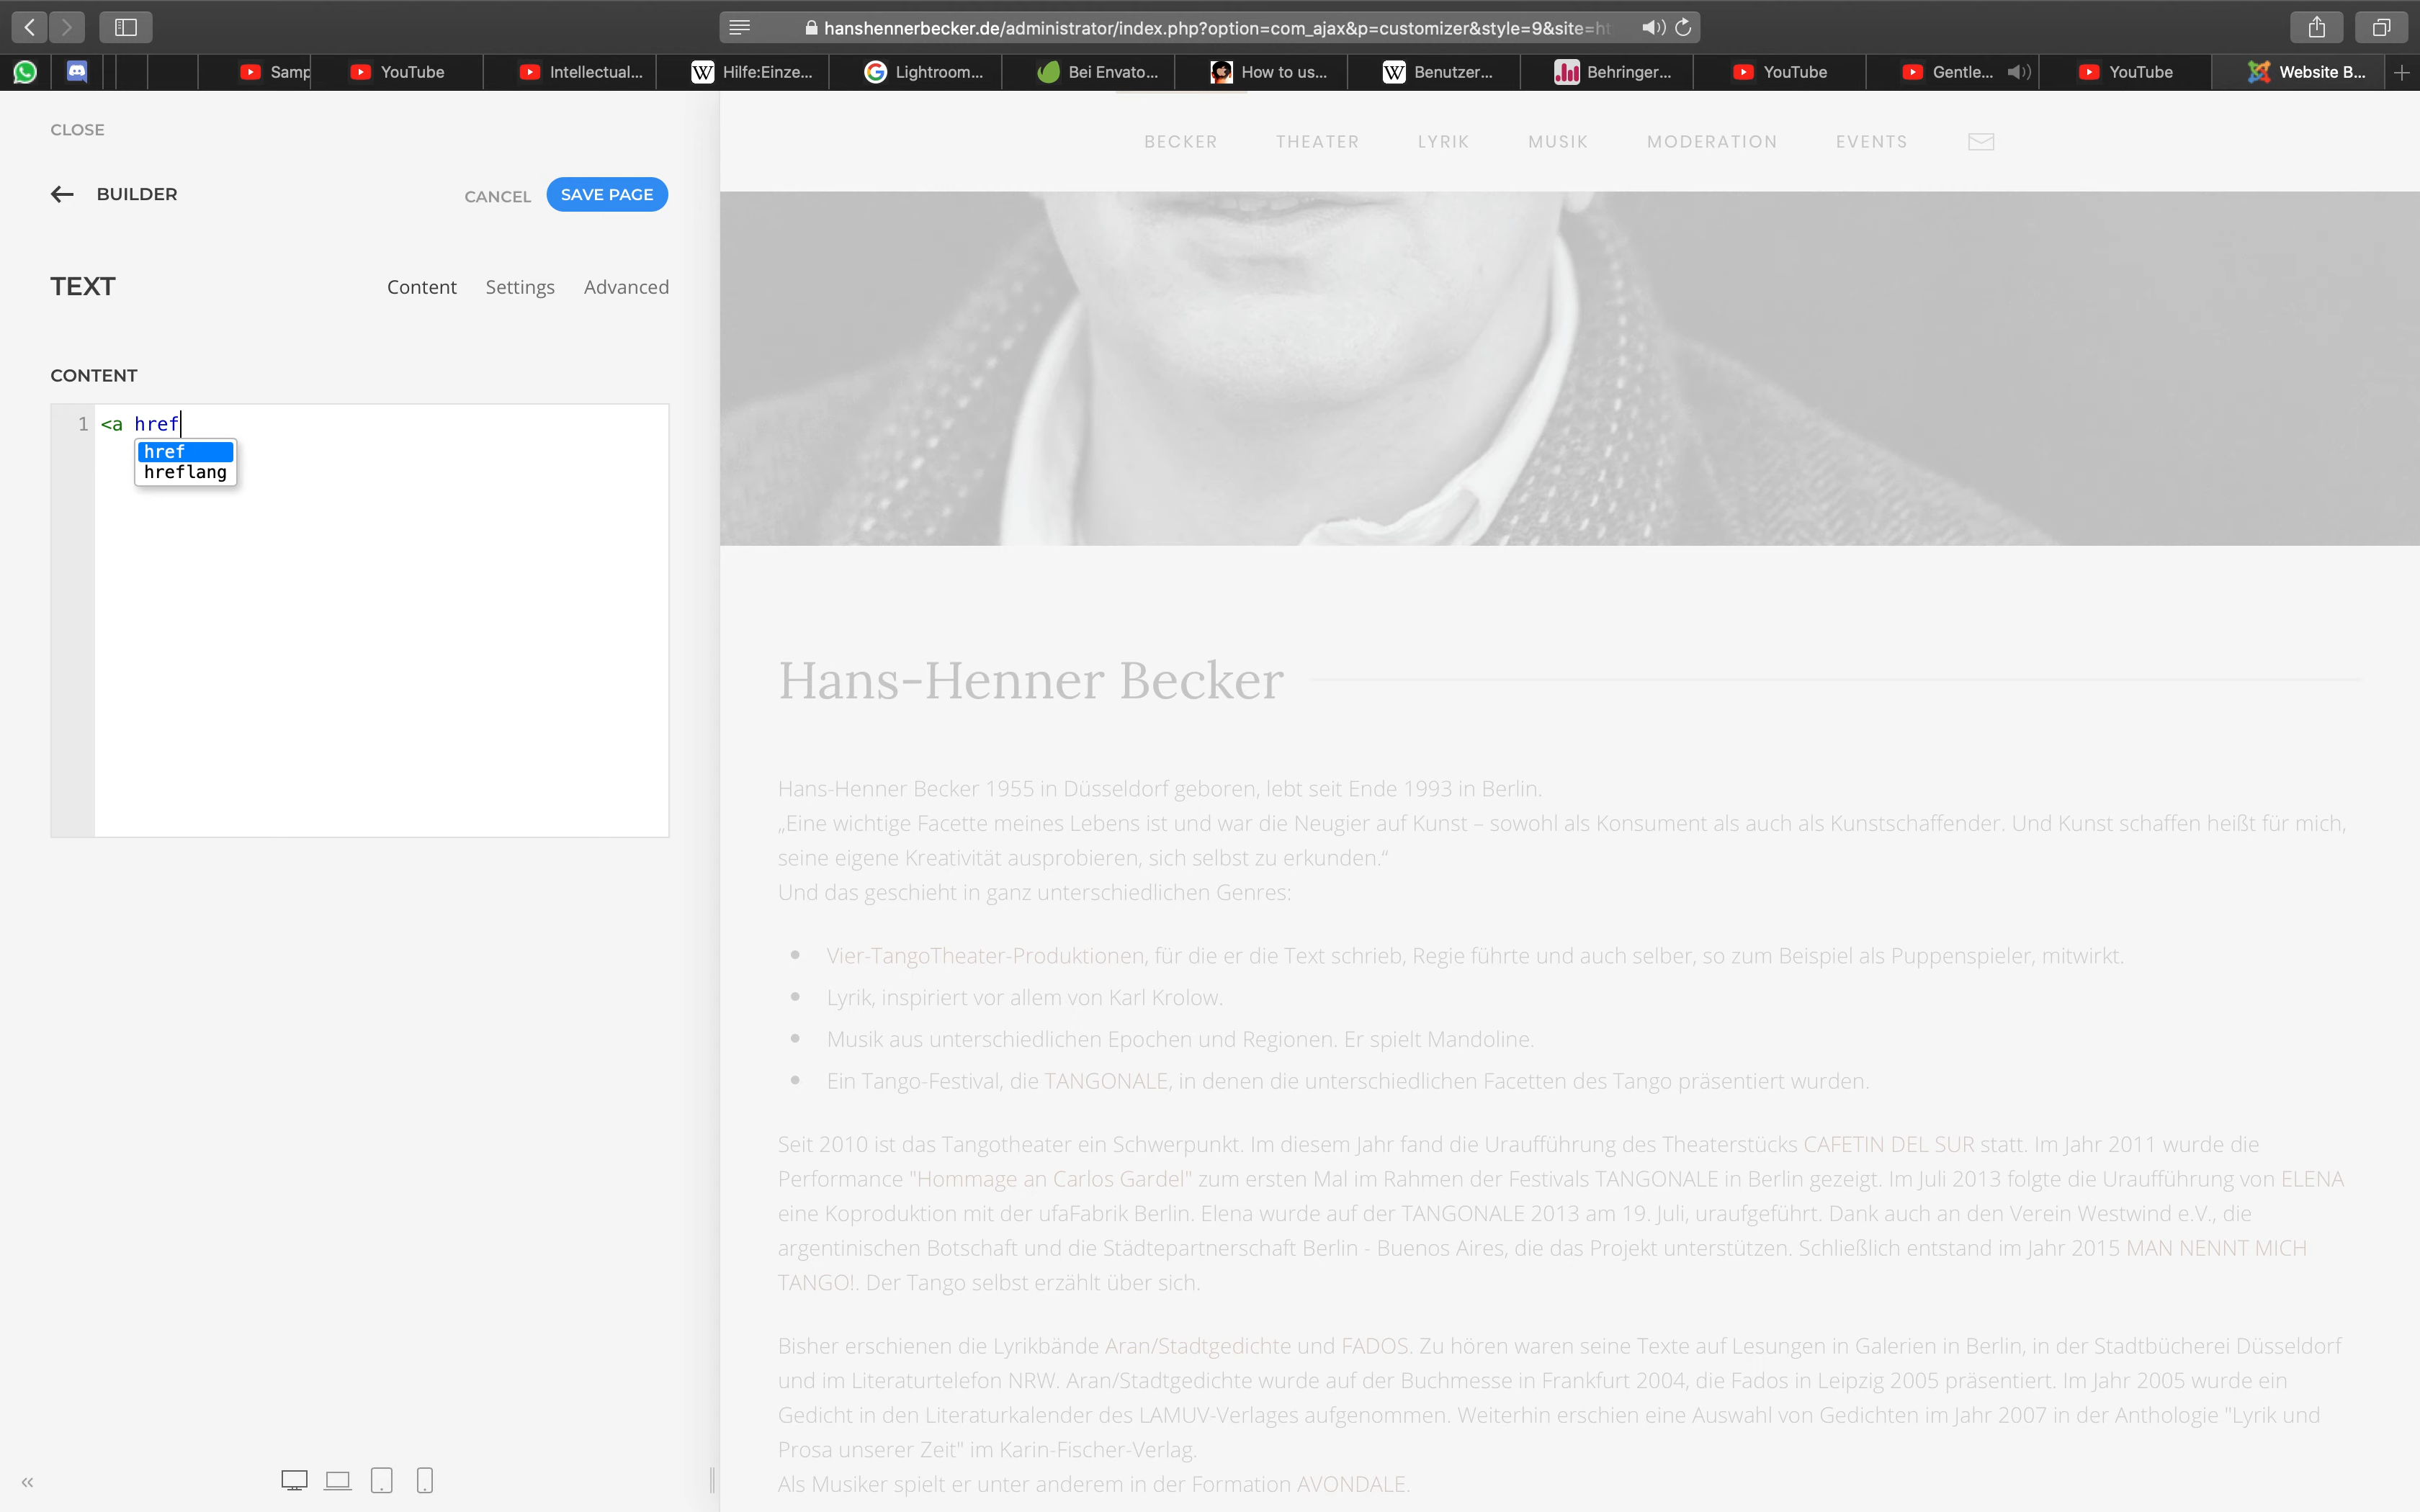 hanshennerbecker.de/administrator/index.php?option=com_ajax&p=customizer&style=9&site=ht
Samp
YouTube
Intellectual...
W Hilfe:Einze...
G Lightroom...
Bei Envato...
How to us...
W Benutzer...
Behringer...
YouTube
Gentle...
YouTube
Website B...
CLOSE
BUILDER
CANCEL
SAVE PAGE
TEXT
Content
Settings
Advanced
CONTENT
1 <a href
href
hreflang
BECKER
THEATER
LYRIK
MUSIK
MODERATION
EVENTS
Hans-Henner Becker
Hans-Henner Becker 1955 in Düsseldorf geboren, lebt seit Ende 1993 in Berlin.
„Eine wichtige Facette meines Lebens ist und war die Neugier auf Kunst – sowohl als Konsument als auch als Kunstschaffender. Und Kunst schaffen heißt für mich,
seine eigene Kreativität ausprobieren, sich selbst zu erkunden.“
Und das geschieht in ganz unterschiedlichen Genres:
• Vier-TangoTheater-Produktionen, für die er die Text schrieb, Regie führte und auch selber, so zum Beispiel als Puppenspieler, mitwirkt.
• Lyrik, inspiriert vor allem von Karl Krolow.
• Musik aus unterschiedlichen Epochen und Regionen. Er spielt Mandoline.
• Ein Tango-Festival, die TANGONALE, in denen die unterschiedlichen Facetten des Tango präsentiert wurden.
Seit 2010 ist das Tangotheater ein Schwerpunkt. Im diesem Jahr fand die Uraufführung des Theaterstücks CAFETIN DEL SUR statt. Im Jahr 2011 wurde die
Performance "Hommage an Carlos Gardel" zum ersten Mal im Rahmen der Festivals TANGONALE in Berlin gezeigt. Im Juli 2013 folgte die Uraufführung von ELENA
eine Koproduktion mit der ufaFabrik Berlin. Elena wurde auf der TANGONALE 2013 am 19. Juli, uraufgeführt. Dank auch an den Verein Westwind e.V., die
argentinischen Botschaft und die Städtepartnerschaft Berlin - Buenos Aires, die das Projekt unterstützen. Schließlich entstand im Jahr 2015 MAN NENNT MICH
TANGO!. Der Tango selbst erzählt über sich.
Bisher erschienen die Lyrikbände Aran/Stadtgedichte und FADOS. Zu hören waren seine Texte auf Lesungen in Galerien in Berlin, in der Stadtbücherei Düsseldorf
und im Literaturtelefon NRW. Aran/Stadtgedichte wurde auf der Buchmesse in Frankfurt 2004, die Fados in Leipzig 2005 präsentiert. Im Jahr 2005 wurde ein
Gedicht in den Literaturkalender des LAMUV-Verlages aufgenommen. Weiterhin erschien eine Auswahl von Gedichten im Jahr 2007 in der Anthologie "Lyrik und
Prosa unserer Zeit" im Karin-Fischer-Verlag.
Als Musiker spielt er unter anderem in der Formation AVONDALE.